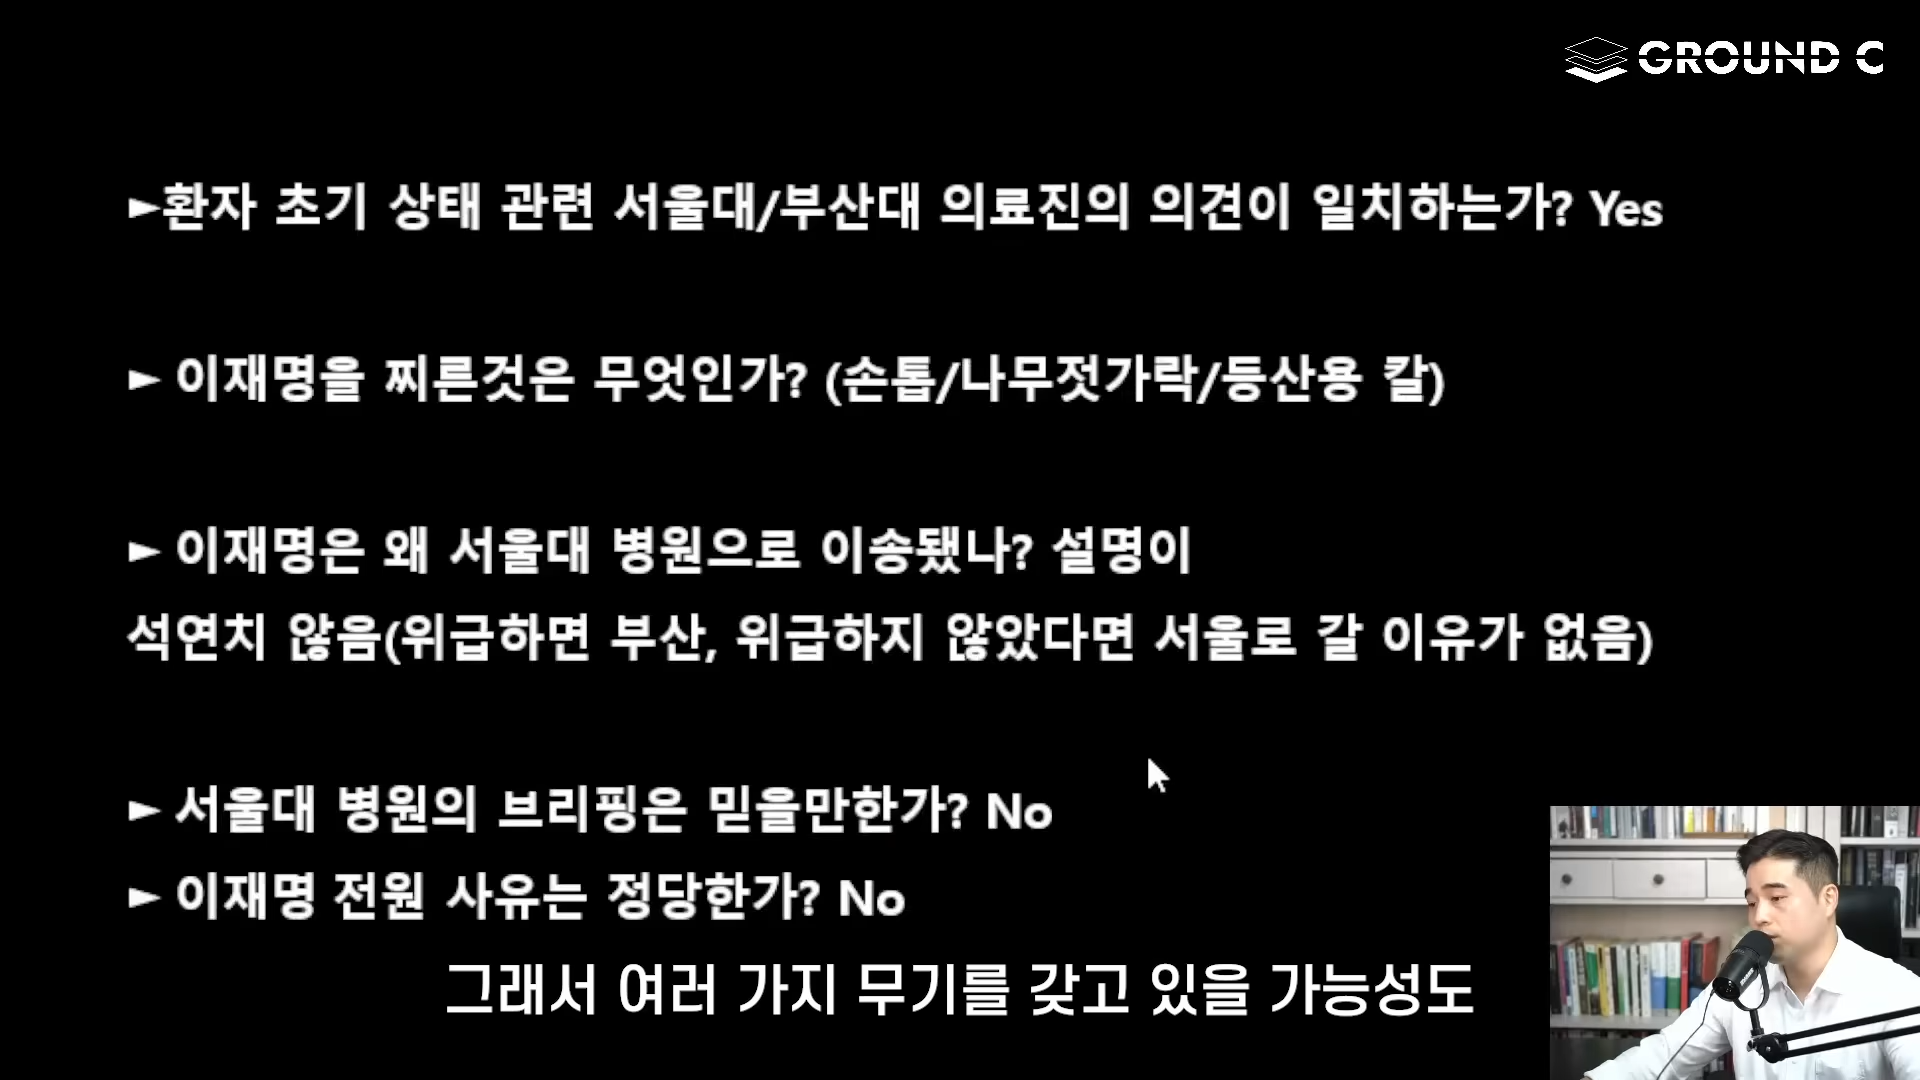 GROUND C
►환자 초기 상태 관련 서울대/부산대 의료진의 의견이 일치하는가? Yes
► 이재명을 찌른것은 무엇인가? (손톱/나무젓가락/등산용 칼)
► 이재명은 왜 서울대 병원으로 이송됐나? 설명이
석연치 않음(위급하면 부산, 위급하지 않았다면 서울로 갈 이유가 없음)
► 서울대 병원의 브리핑은 믿을만한가? No
► 이재명 전원 사유는 정당한가? No
그래서 여러 가지 무기를 갖고 있을 가능성도